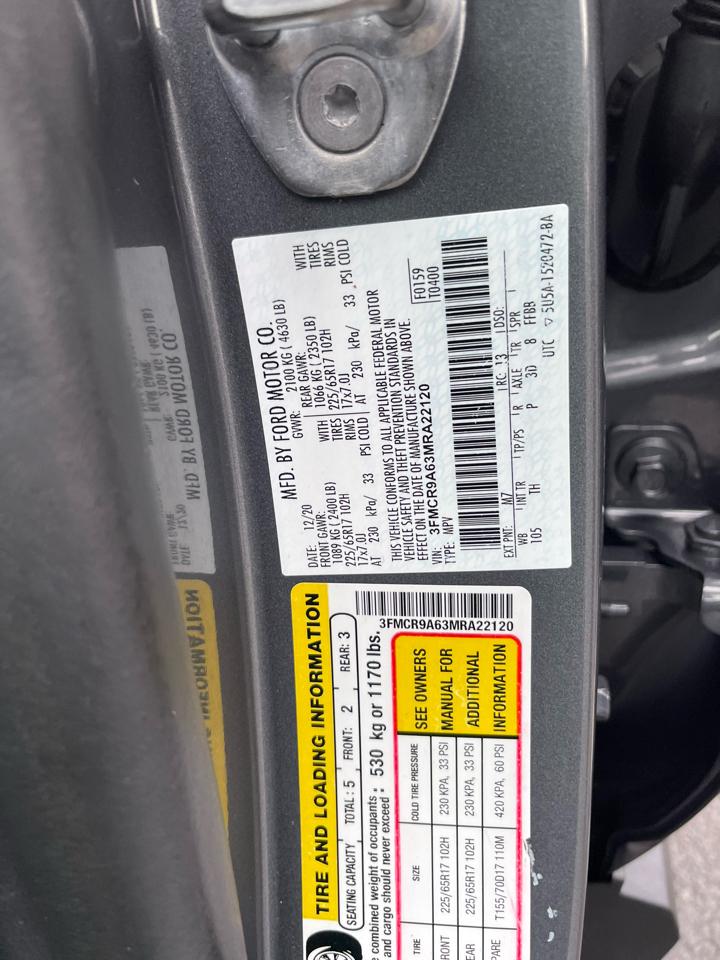 MFD. BY FORD MOTOR CO.
DATE: 12/20 GVWR: 2100 KG ( 4630 LB)
FRONT GAWR: REAR GAWR:
1089 KG (2400 LB) WITH 1066 KG ( 2350 LB) WITH
225/65R17 102H TIRES 225/65R17 102H TIRES
17x7.0J RIMS 17x7.0J RIMS
AT 230 kPa/ 33 PSI COLD AT 230 kPa/ 33 PSI COLD
THIS VEHICLE CONFORMS TO ALL APPLICABLE FEDERAL MOTOR
VEHICLE SAFETY AND THEFT PREVENTION STANDARDS IN
EFFECT ON THE DATE OF MANUFACTURE SHOWN ABOVE.
VIN: 3FMCR9A63MRA22120 F0159
TYPE: MPV T0400
EXT PNT: M7 RC: 13 DSO:
WB INT TR TP/PS R AXLE TR SPR
105 TH P 3D 8 FFBB
UTC ▽ 5U5A-1520472-BA
TIRE AND LOADING INFORMATION
SEATING CAPACITY TOTAL : 5 FRONT: 2 REAR: 3
combined weight of occupants
and cargo should never exceed : 530 kg or 1170 lbs.
3FMCR9A63MRA22120
TIRE SIZE COLD TIRE PRESSURE
RONT 225/65R17 102H 230 KPA, 33 PSI
EAR 225/65R17 102H 230 KPA, 33 PSI
PARE T155/70D17 110M 420 KPA, 60 PSI
SEE OWNERS
MANUAL FOR
ADDITIONAL
INFORMATION